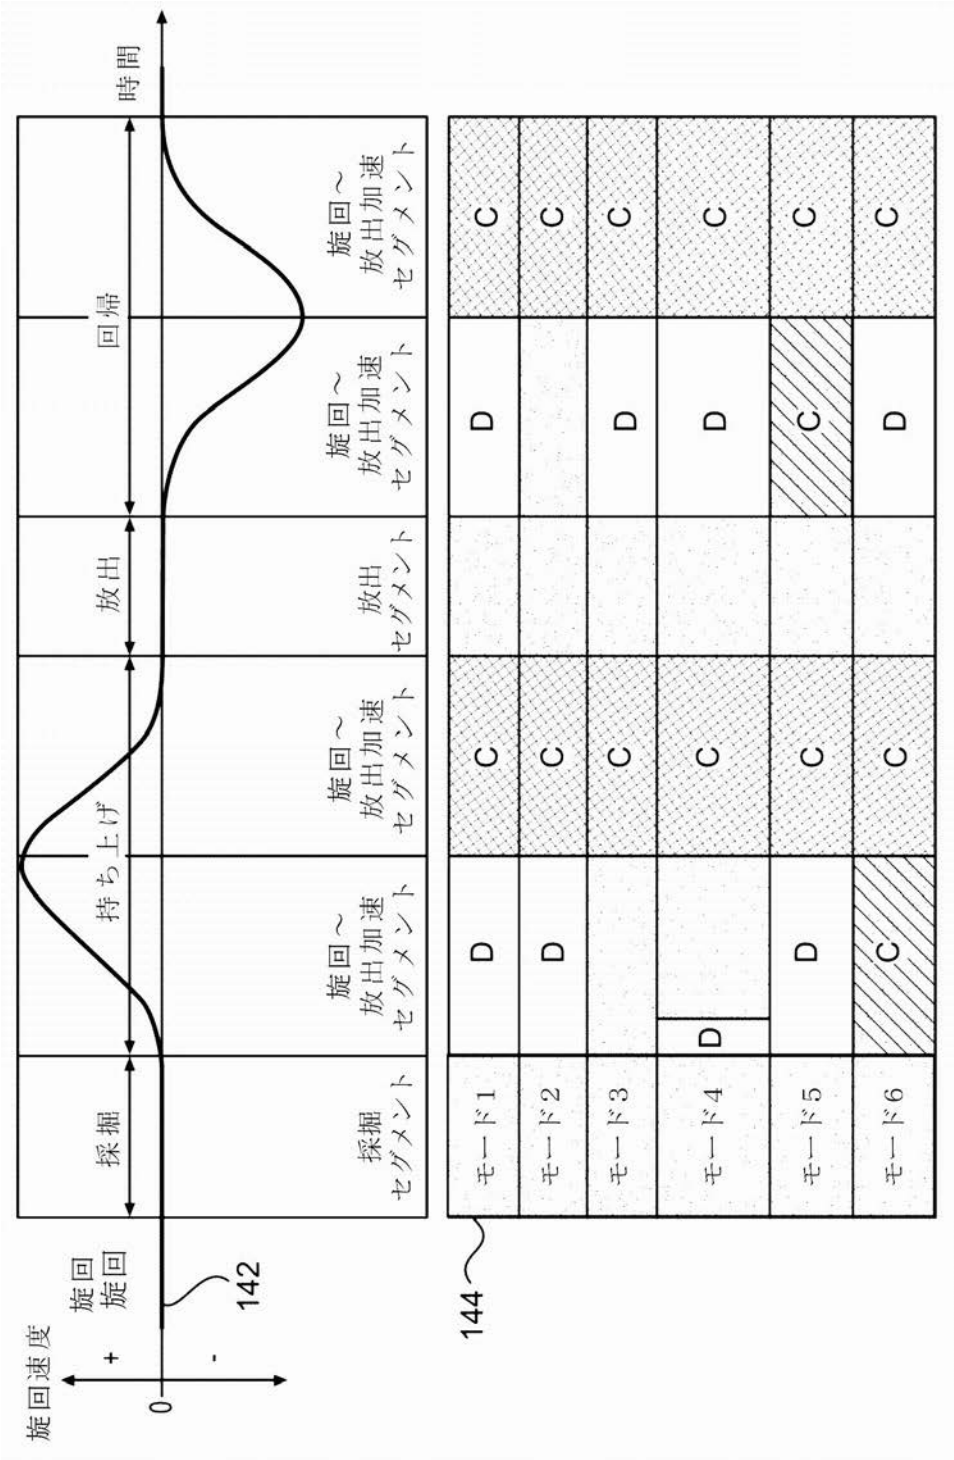 旋回速度
+
0
-
旋回
旋回
142
採掘
持ち上げ
放出
回帰
時間
採掘
セグメント
旋回～
放出加速
セグメント
旋回～
放出加速
セグメント
放出
セグメント
旋回～
放出加速
セグメント
旋回～
放出加速
セグメント
144
モード1 D C D C
モード2 D C C
モード3 C D C
モード4 D C D C
モード5 D C C C
モード6 C C D C